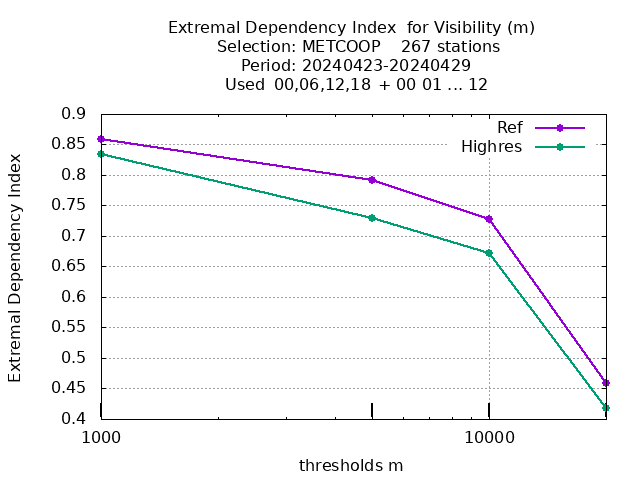 Extremal Dependency Index  for Visibility (m)
Selection: METCOOP    267 stations
Period: 20240423-20240429
Used  00,06,12,18 + 00 01 ... 12
Ref
Highres
0.9
0.85
0.8
0.75
0.7
0.65
0.6
0.55
0.5
0.45
0.4
Extremal Dependency Index
1000 10000
thresholds m